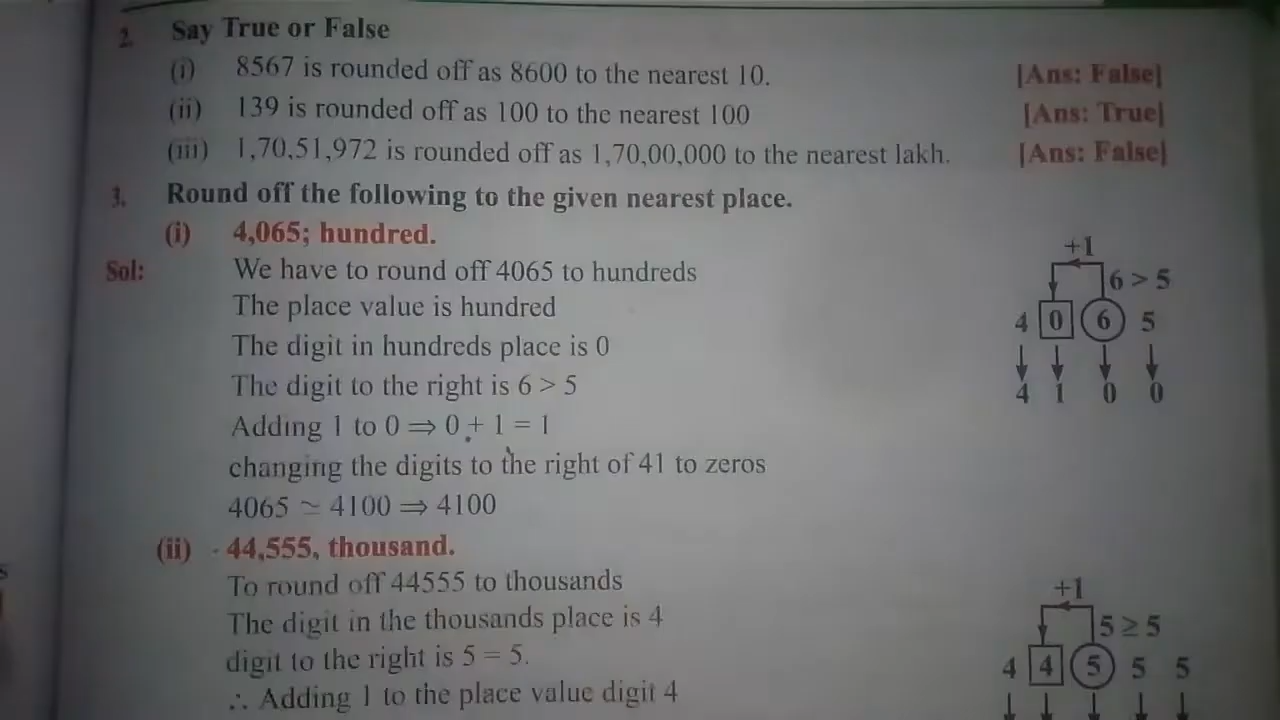 2. Say True or False
(i) 8567 is rounded off as 8600 to the nearest 10. [Ans: False]
(ii) 139 is rounded off as 100 to the nearest 100 [Ans: True]
(iii) 1,70,51,972 is rounded off as 1,70,00,000 to the nearest lakh. [Ans: False]
3. Round off the following to the given nearest place.
(i) 4,065; hundred.
Sol: We have to round off 4065 to hundreds
The place value is hundred
The digit in hundreds place is 0
The digit to the right is 6 > 5
Adding 1 to 0 ⇒ 0 + 1 = 1
changing the digits to the right of 41 to zeros
4065 ≃ 4100 ⇒ 4100
+1
6 > 5
4 0 6 5
4 1 0 0
(ii) 44,555, thousand.
To round off 44555 to thousands
The digit in the thousands place is 4
digit to the right is 5 = 5.
∴ Adding 1 to the place value digit 4
+1
5 ≥ 5
4 4 5 5 5